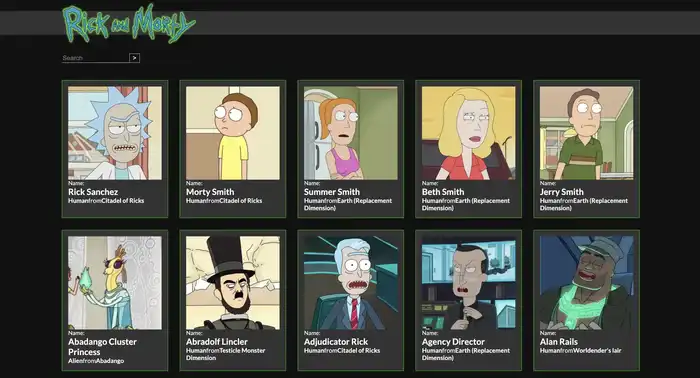 Rick and Morty
Search >
Name:
Rick Sanchez
HumanfromCitadel of Ricks
Name:
Morty Smith
HumanfromCitadel of Ricks
Name:
Summer Smith
HumanfromEarth (Replacement
Dimension)
Name:
Beth Smith
HumanfromEarth (Replacement
Dimension)
Name:
Jerry Smith
HumanfromEarth (Replacement
Dimension)
Name:
Abadango Cluster
Princess
AlienfromAbadango
Name:
Abradolf Lincler
HumanfromTesticle Monster
Dimension
Name:
Adjudicator Rick
HumanfromCitadel of Ricks
Name:
Agency Director
HumanfromEarth (Replacement
Dimension)
Name:
Alan Rails
HumanfromWorldender's lair